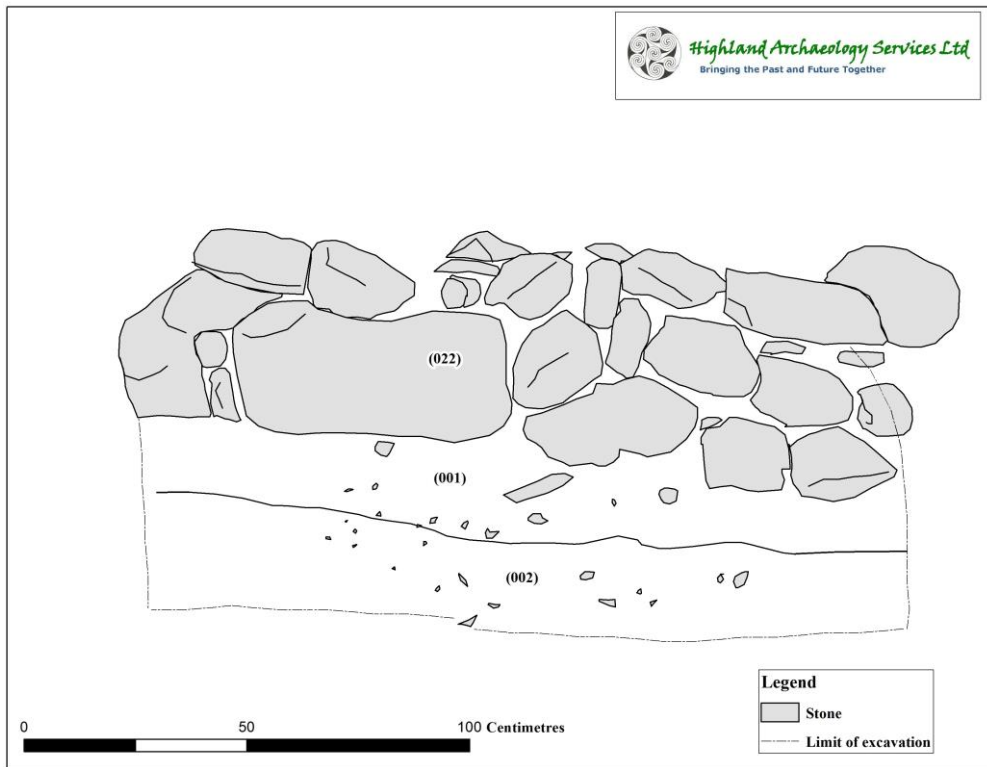 Highland Archaeology Services Ltd
Bringing the Past and Future Together
(022)
(001)
(002)
Legend
Stone
Limit of excavation
0 50 100 Centimetres